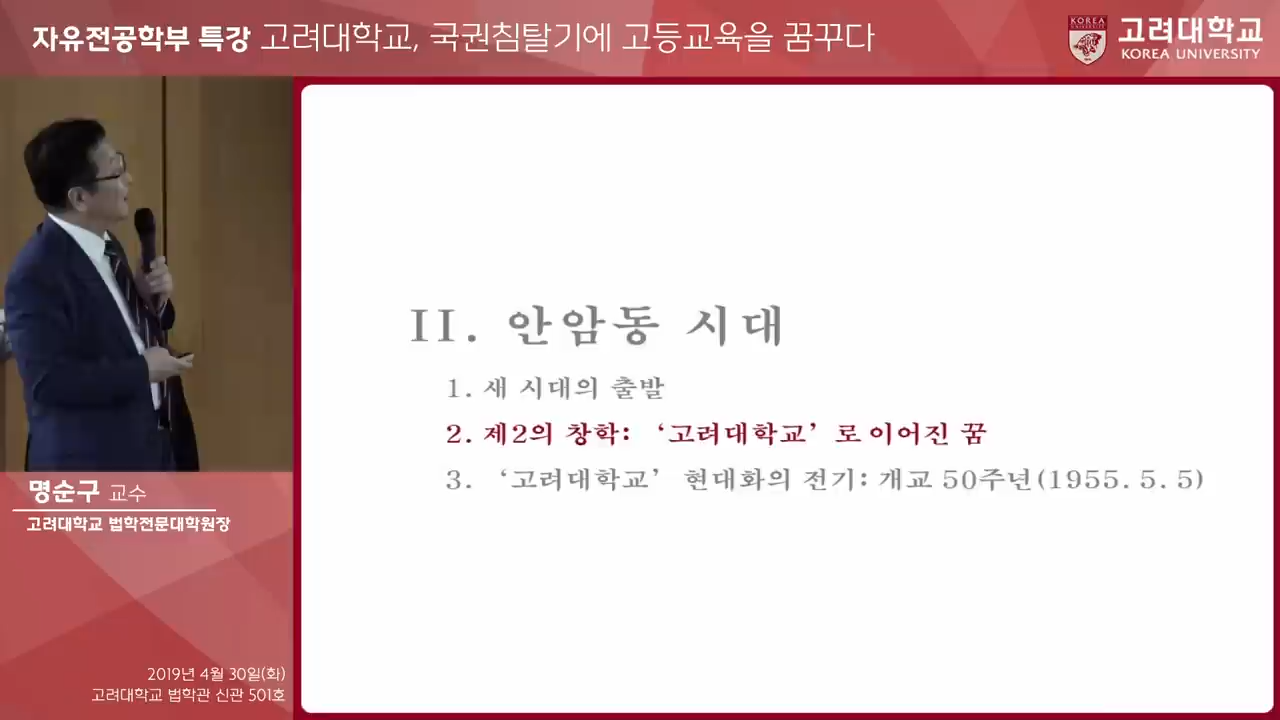 자유전공학부 특강 고려대학교, 국권침탈기에 고등교육을 꿈꾸다
KOREA
UNIVERSITY
고려대학교
KOREA UNIVERSITY
II. 안암동 시대
1. 새 시대의 출발
2. 제2의 창학: ‘고려대학교’로 이어진 꿈
3. ‘고려대학교’ 현대화의 전기: 개교 50주년(1955. 5. 5)
명순구 교수
고려대학교 법학전문대학원장
2019년 4월 30일(화)
고려대학교 법학관 신관 501호